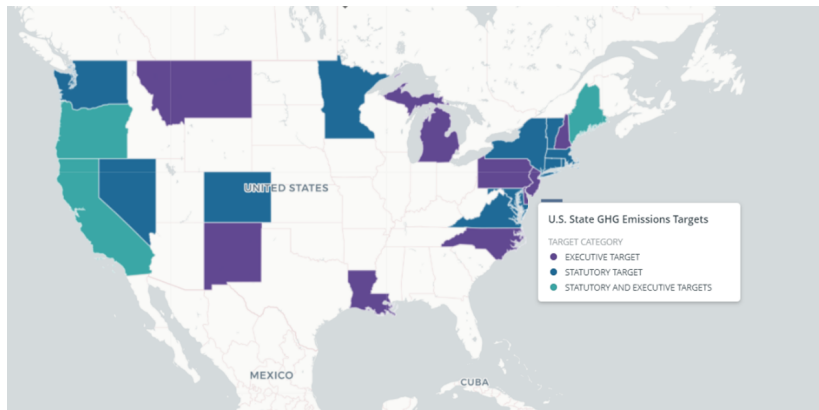 UNITED STATES
U.S. State GHG Emissions Targets
TARGET CATEGORY
EXECUTIVE TARGET
STATUTORY TARGET
STATUTORY AND EXECUTIVE TARGETS
MEXICO
CUBA